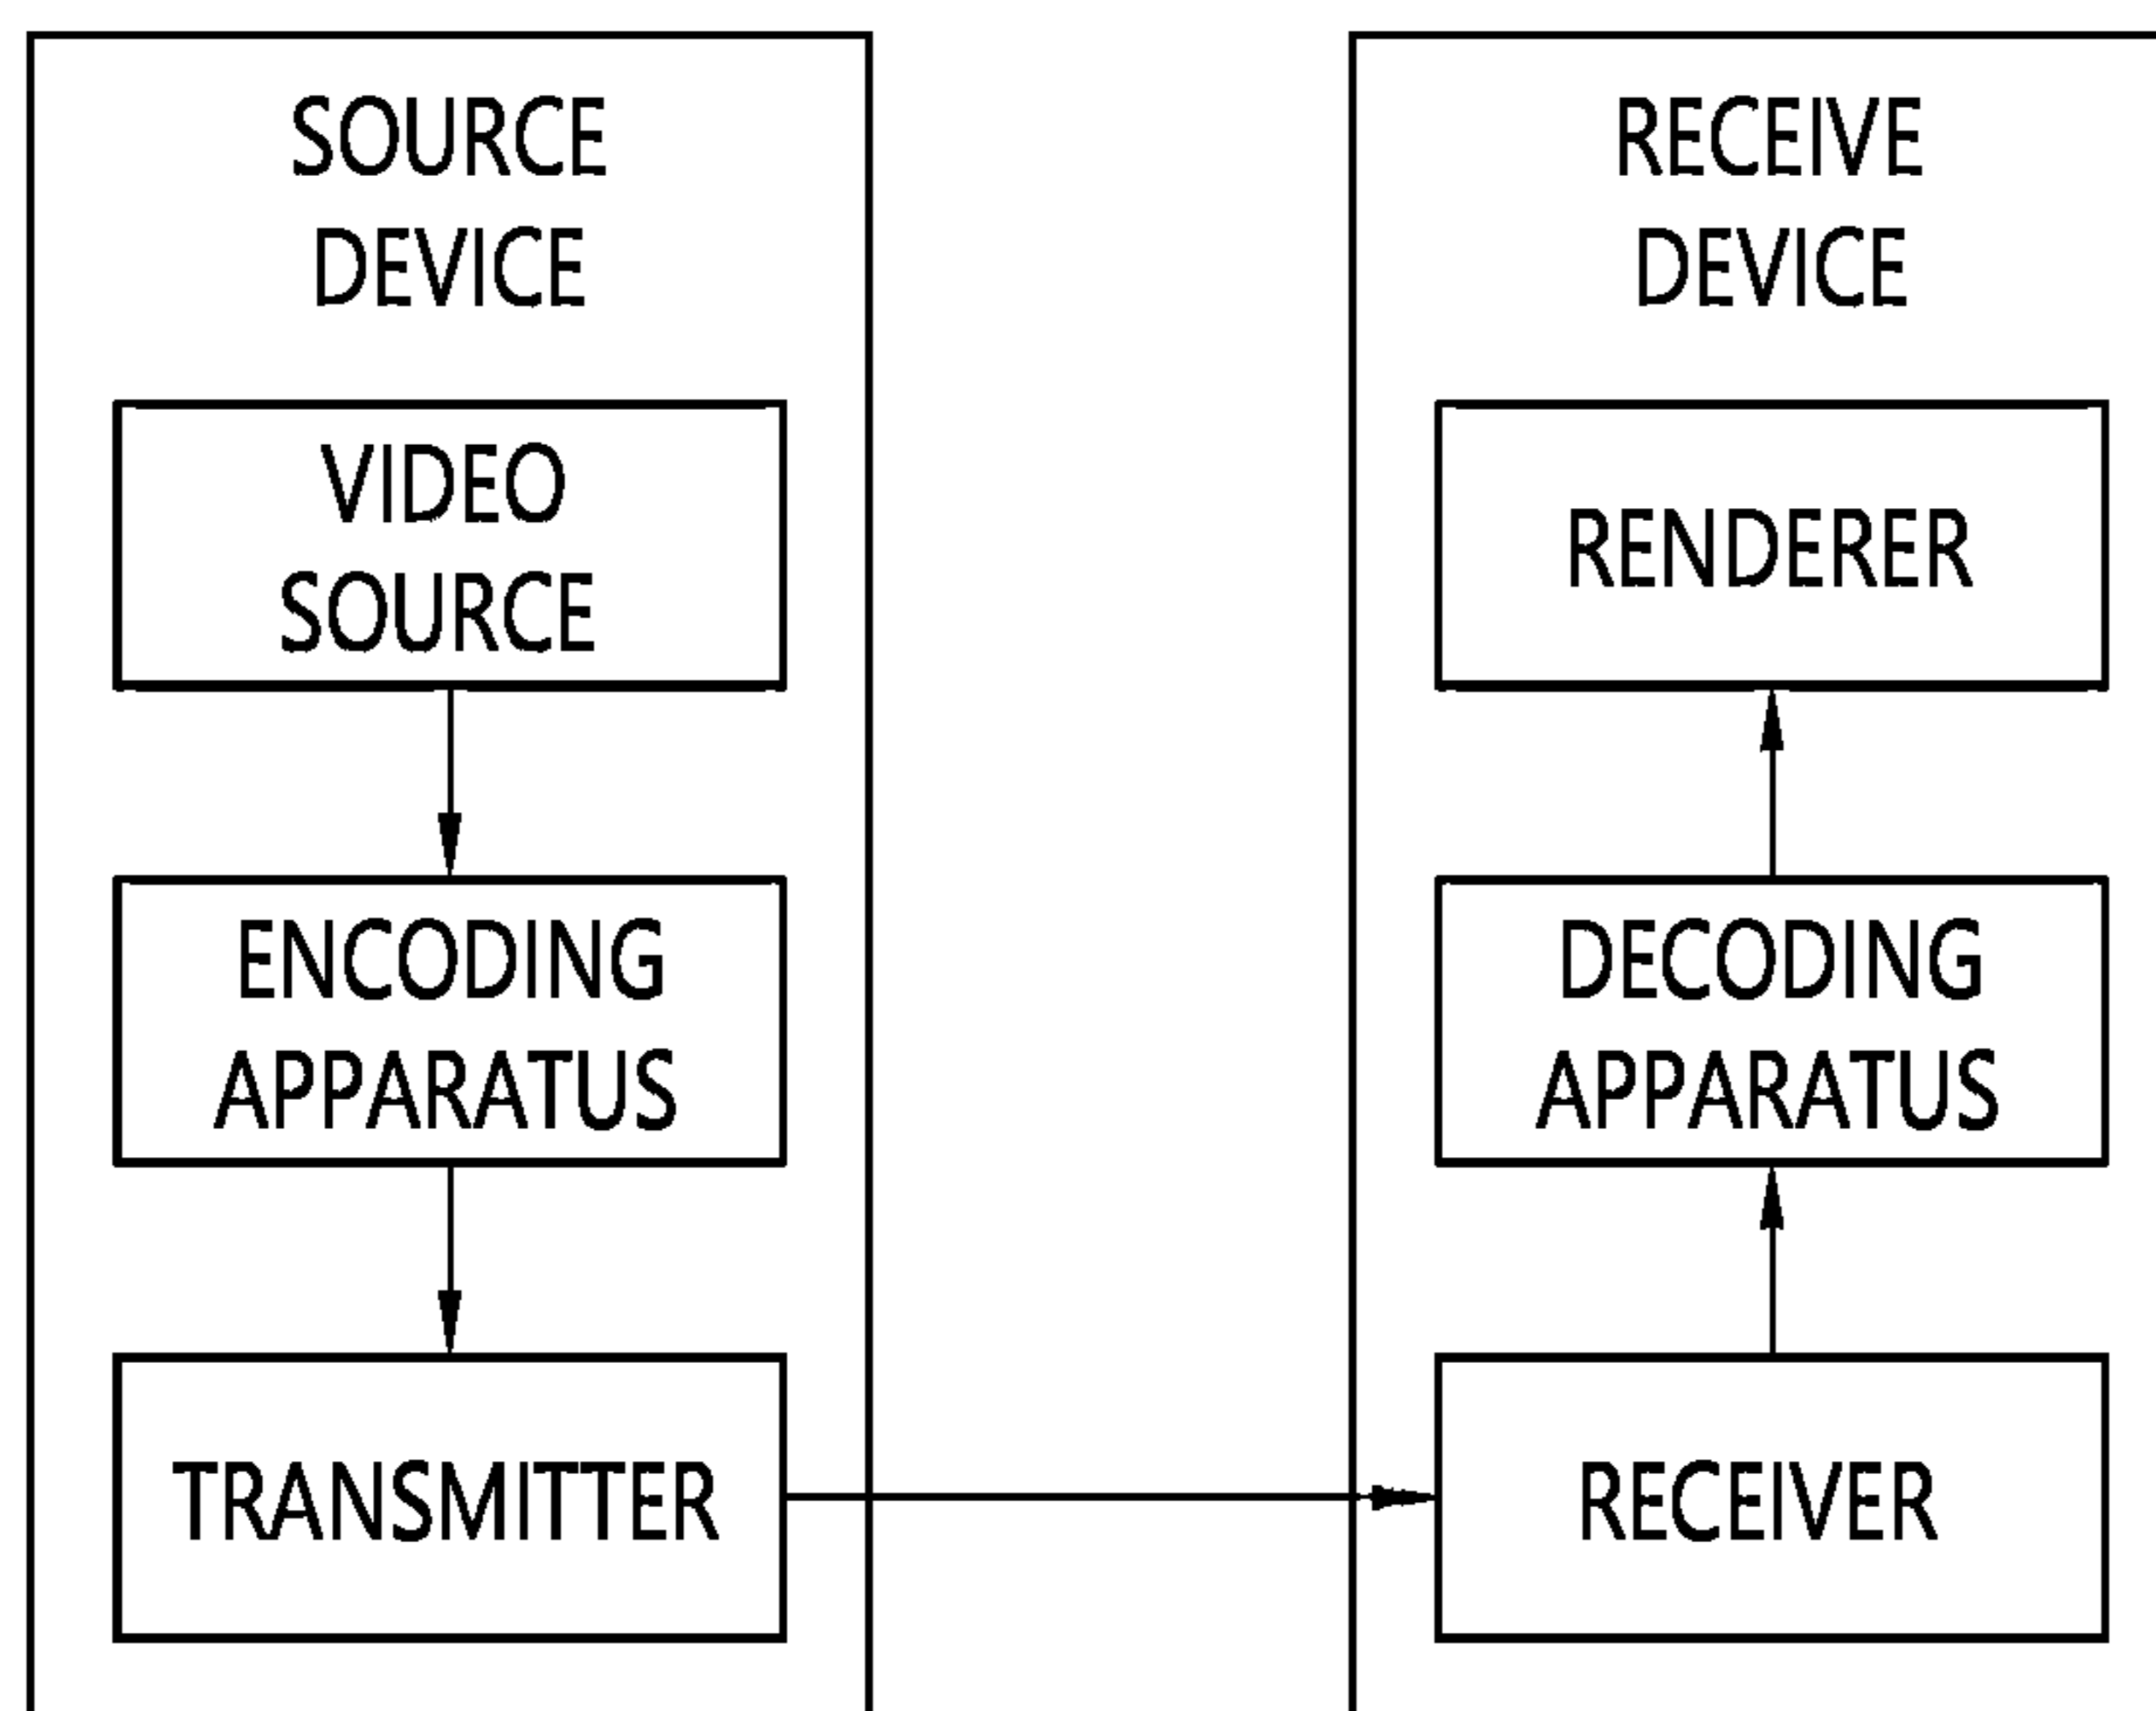 SOURCE
DEVICE
VIDEO
SOURCE
ENCODING
APPARATUS
TRANSMITTER
RECEIVE
DEVICE
RENDERER
DECODING
APPARATUS
RECEIVER